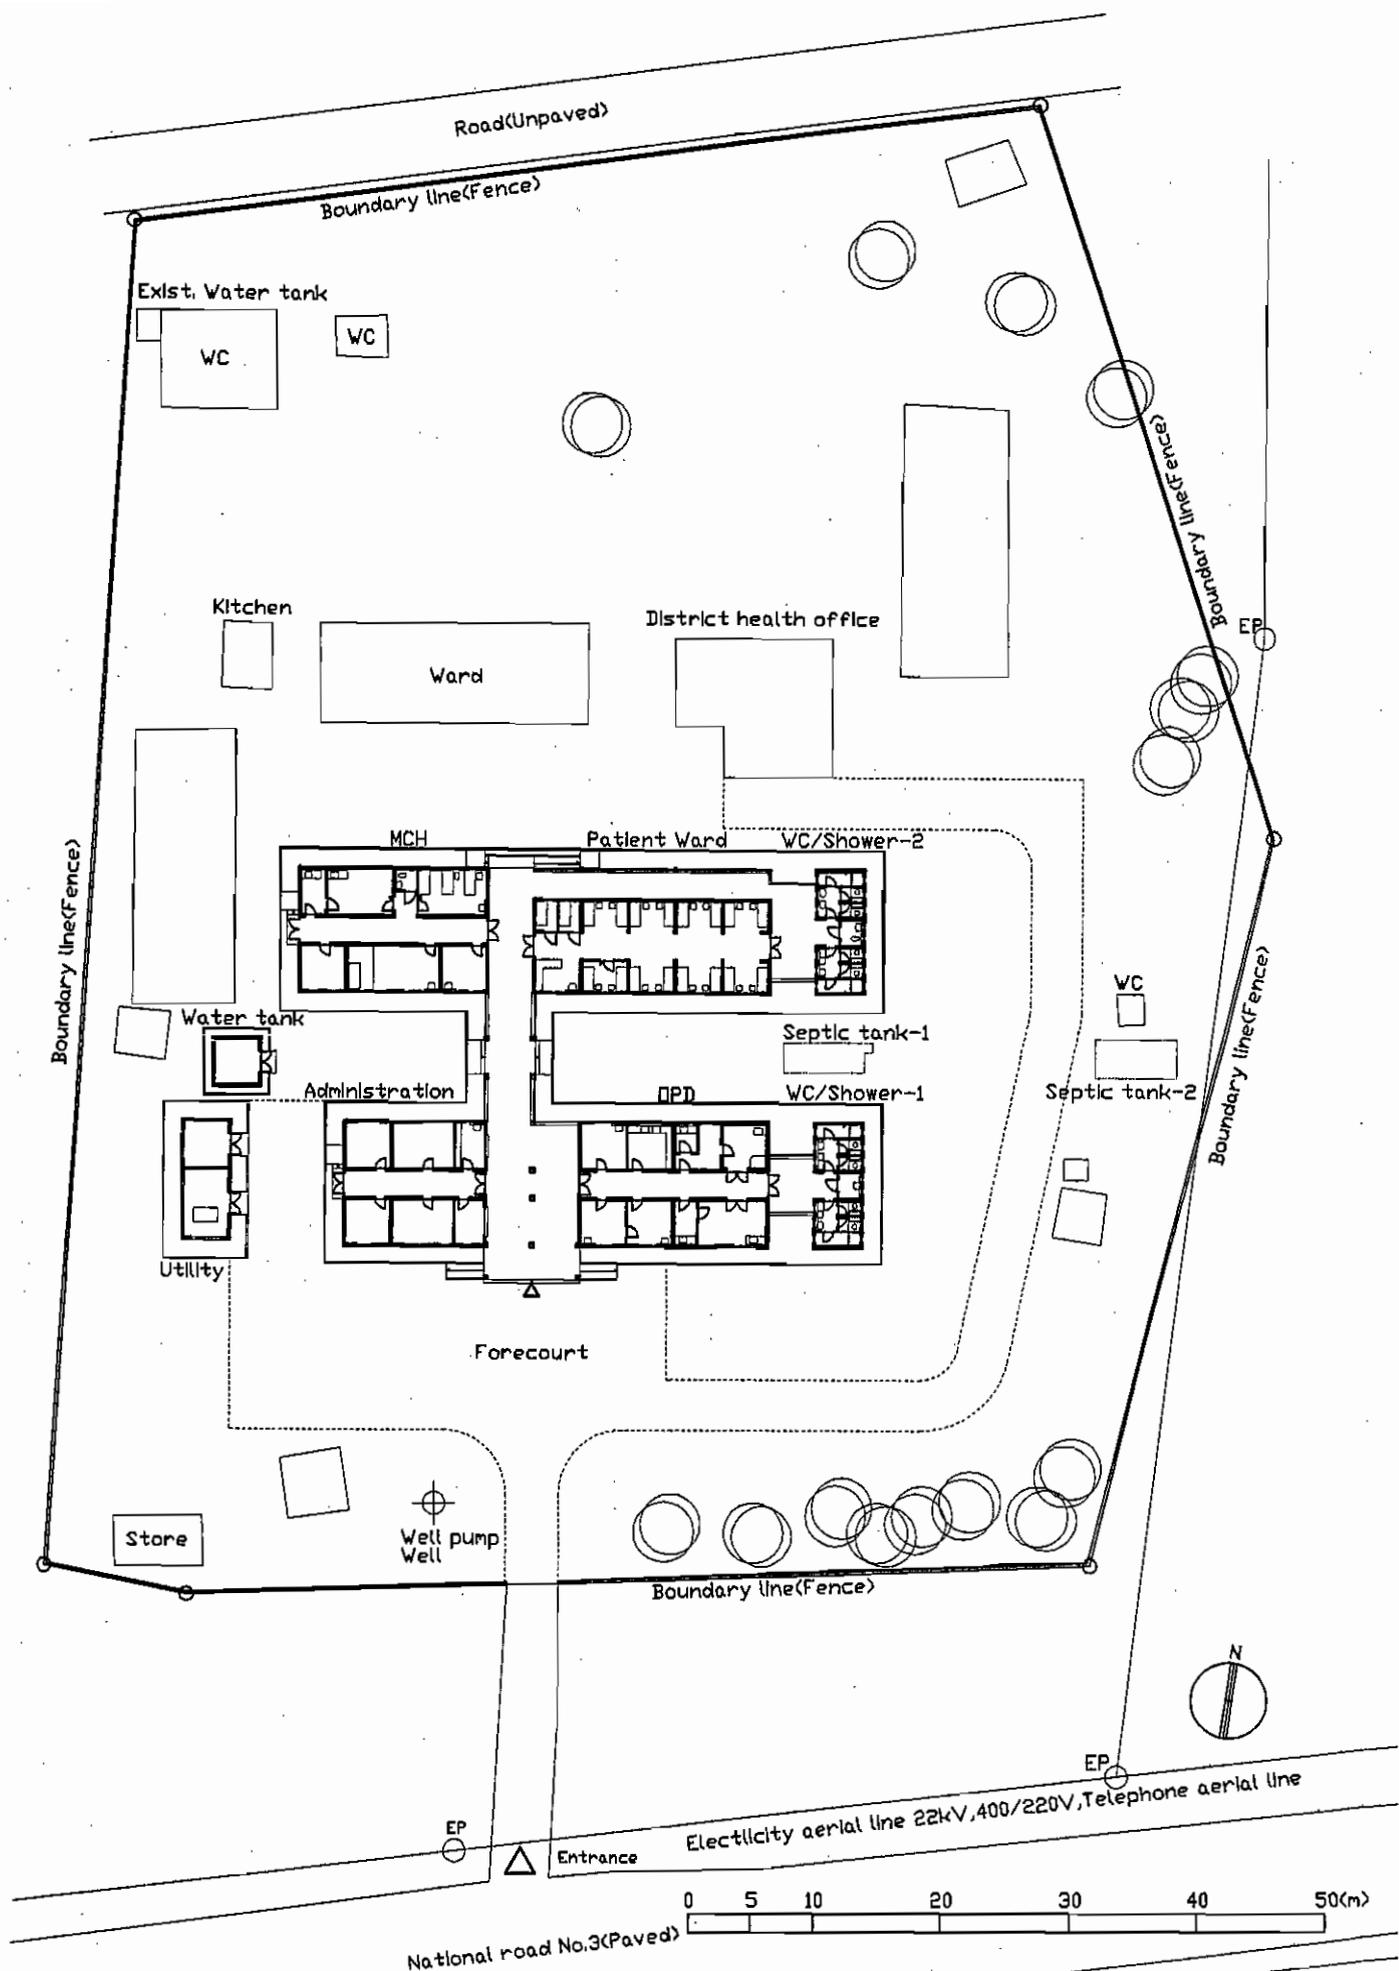 Road(Unpaved)
Boundary line(Fence)
Exist. Water tank
WC
WC
Boundary line(Fence)
Kitchen
District health office
EP
Ward
MCH
Patient Ward
WC/Shower-2
Boundary line(Fence)
Boundary line(Fence)
WC
Water tank
Septic tank-1
Administration
OPD
WC/Shower-1
Septic tank-2
Utility
Forecourt
Store
Well pump
Well
Boundary line(Fence)
N
EP
Electlicity aerial line 22kV,400/220V,Telephone aerial line
EP
Entrance
0 5 10 20 30 40 50(m)
National road No.3(Paved)